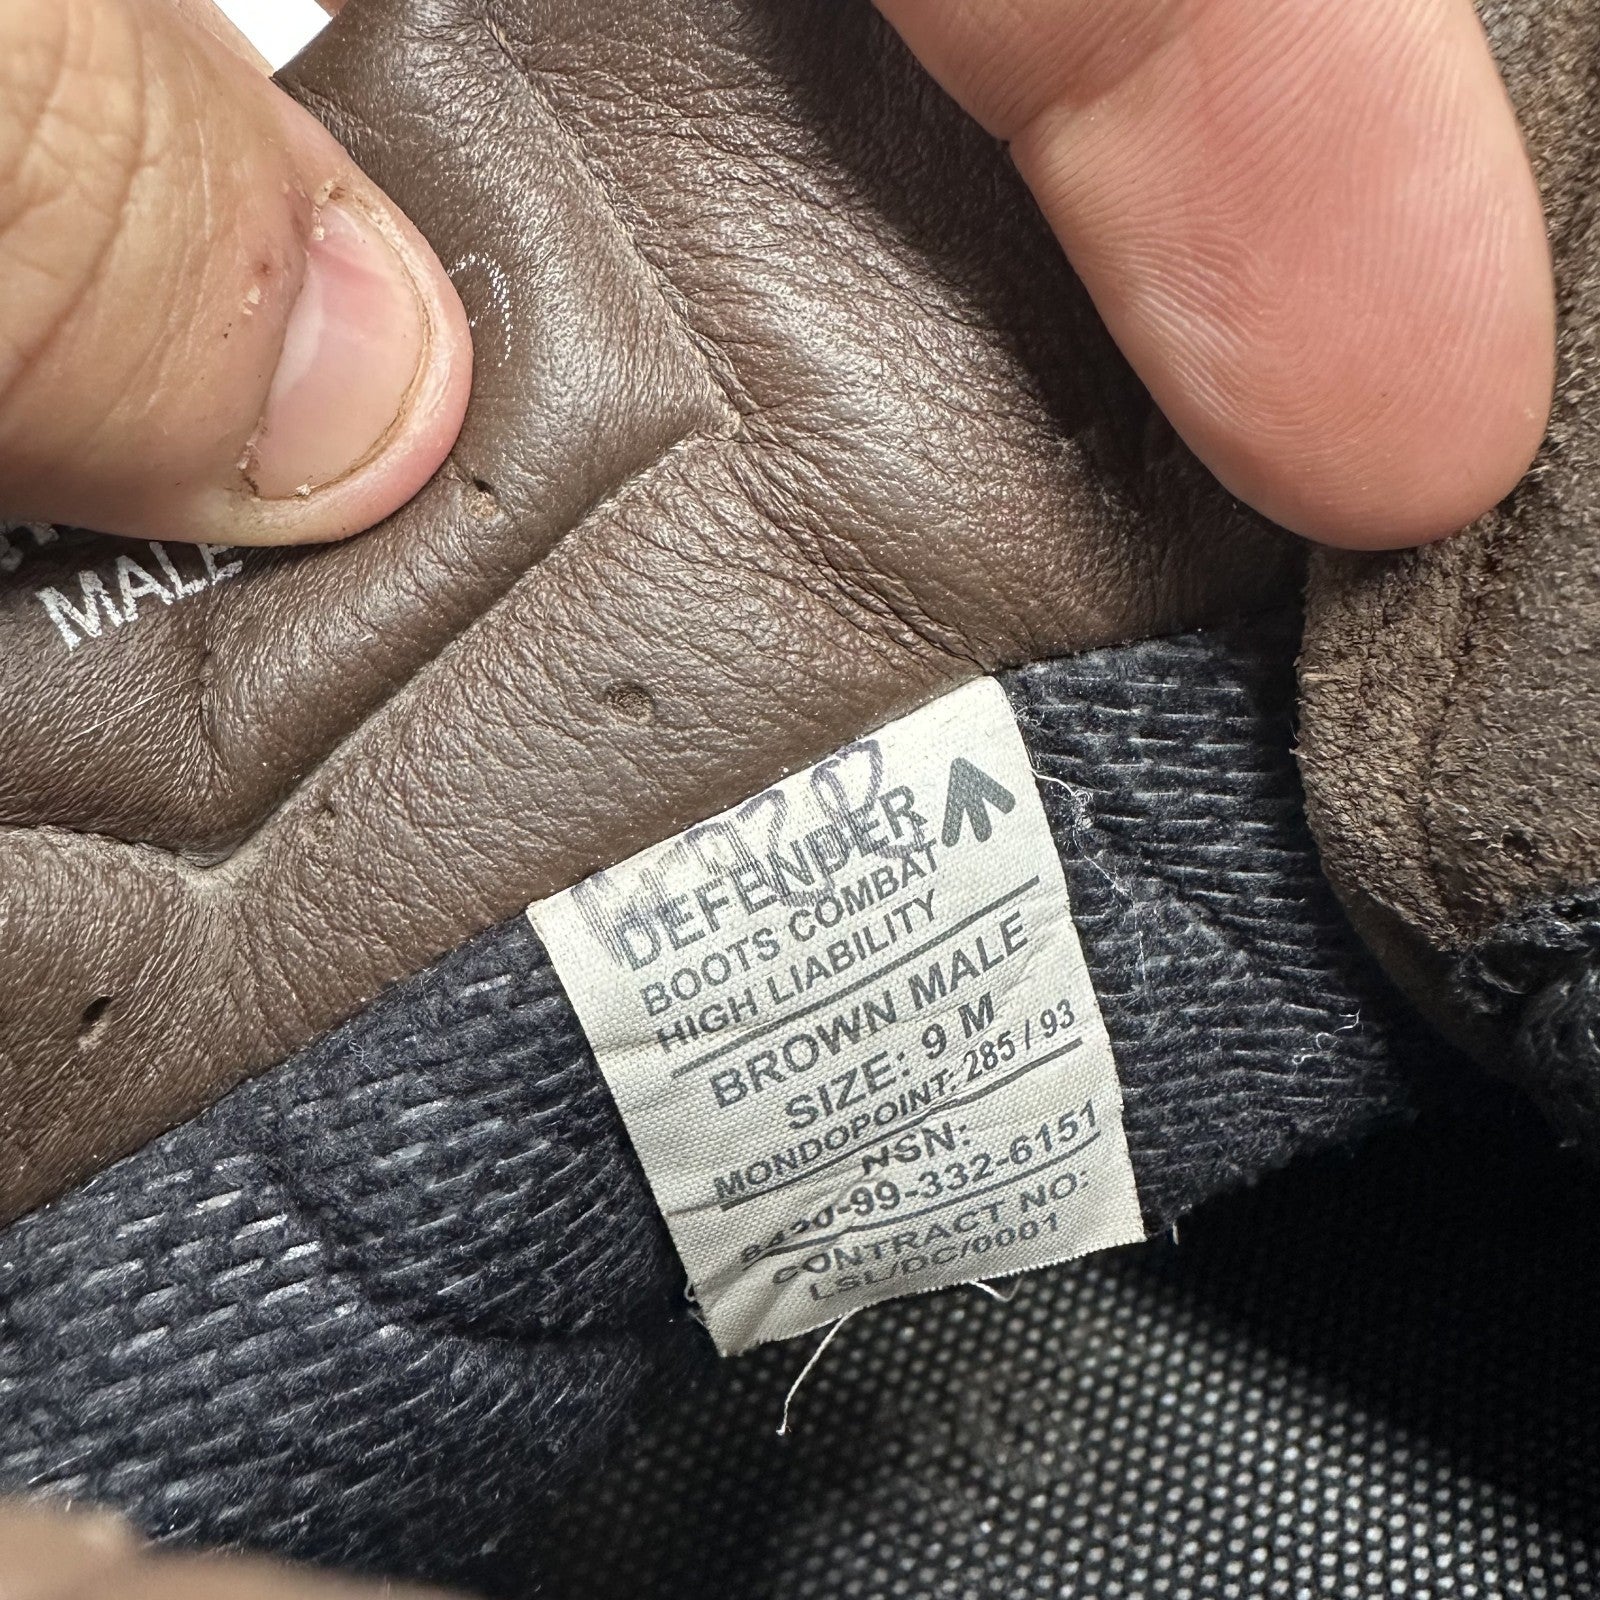 MALE
DEFENDER
BOOTS COMBAT
HIGH LIABILITY
BROWN MALE
SIZE: 9 M
MONDOPOINT: 285 / 93
NSN:
8430-99-332-6151
CONTRACT NO:
LSL/DC/0001